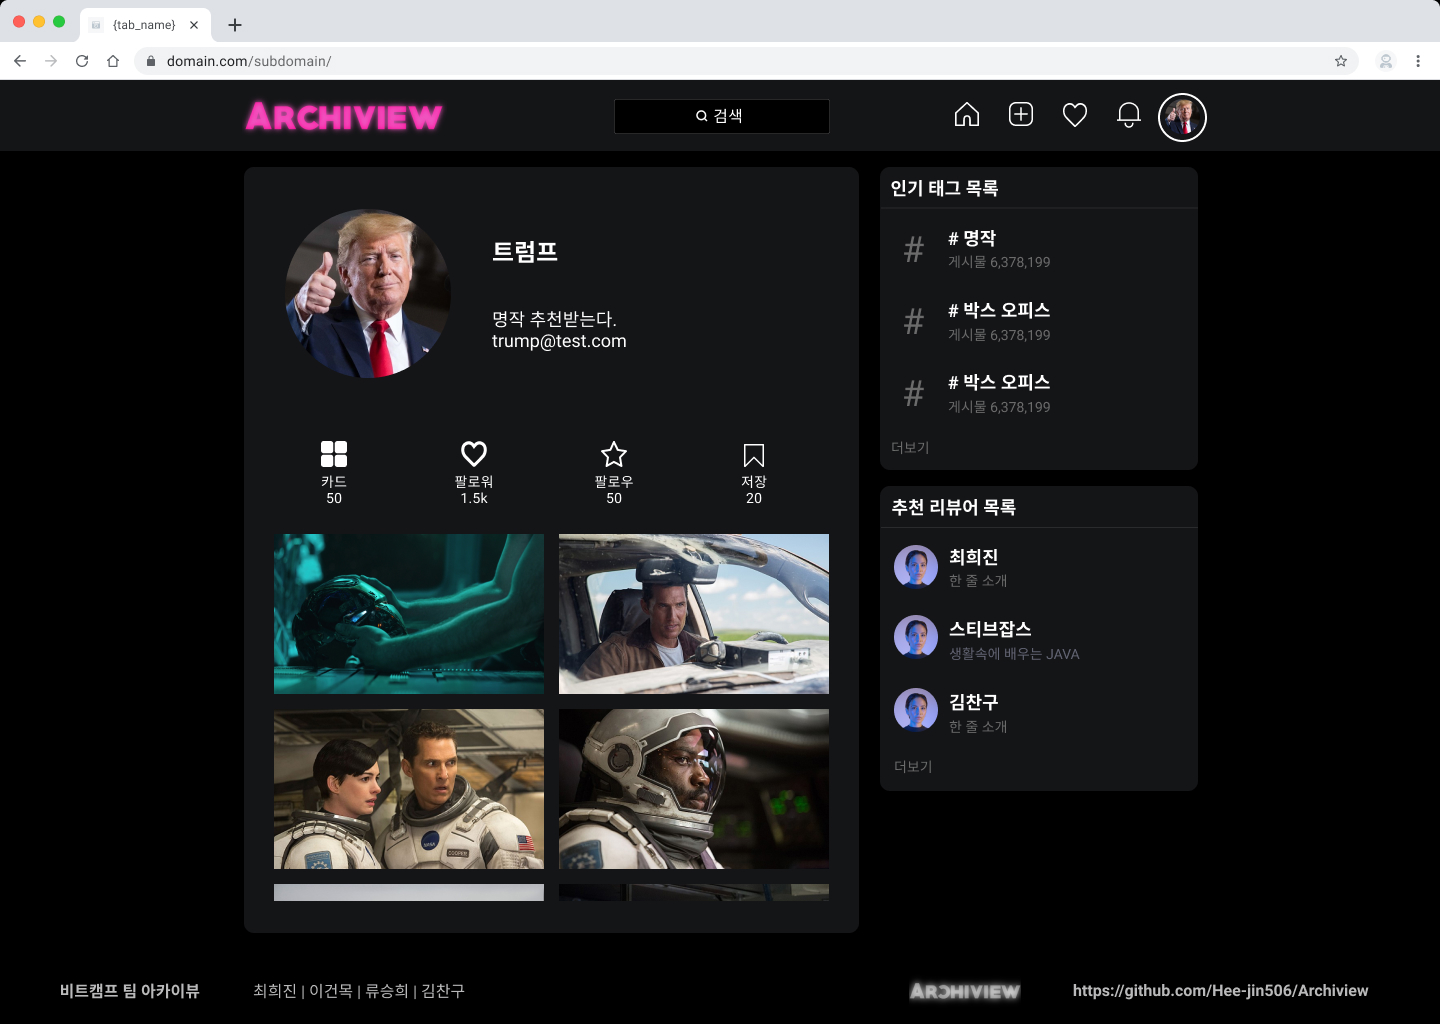 {tab_name}
domain.com/subdomain/
ARCHIVIEW
검색
트럼프
명작 추천받는다.
trump@test.com
카드
50
팔로워
1.5k
팔로우
50
저장
20
NASA
COOPER
인기 태그 목록
#
# 명작
게시물 6,378,199
#
# 박스 오피스
게시물 6,378,199
#
# 박스 오피스
게시물 6,378,199
더보기
추천 리뷰어 목록
최희진
한 줄 소개
스티브잡스
생활속에 배우는 JAVA
김찬구
한 줄 소개
더보기
비트캠프 팀 아카이뷰
최희진 | 이건목 | 류승희 | 김찬구
ARCHIVIEW
https://github.com/Hee-jin506/Archiview